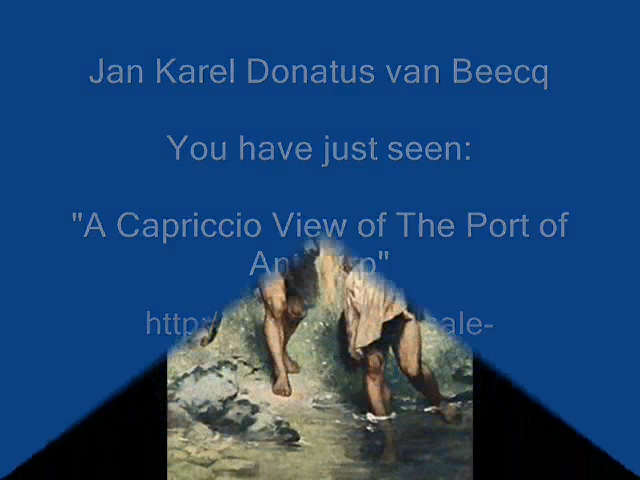 Jan Karel Donatus van Beecq
You have just seen:
"A Capriccio View of The Port of